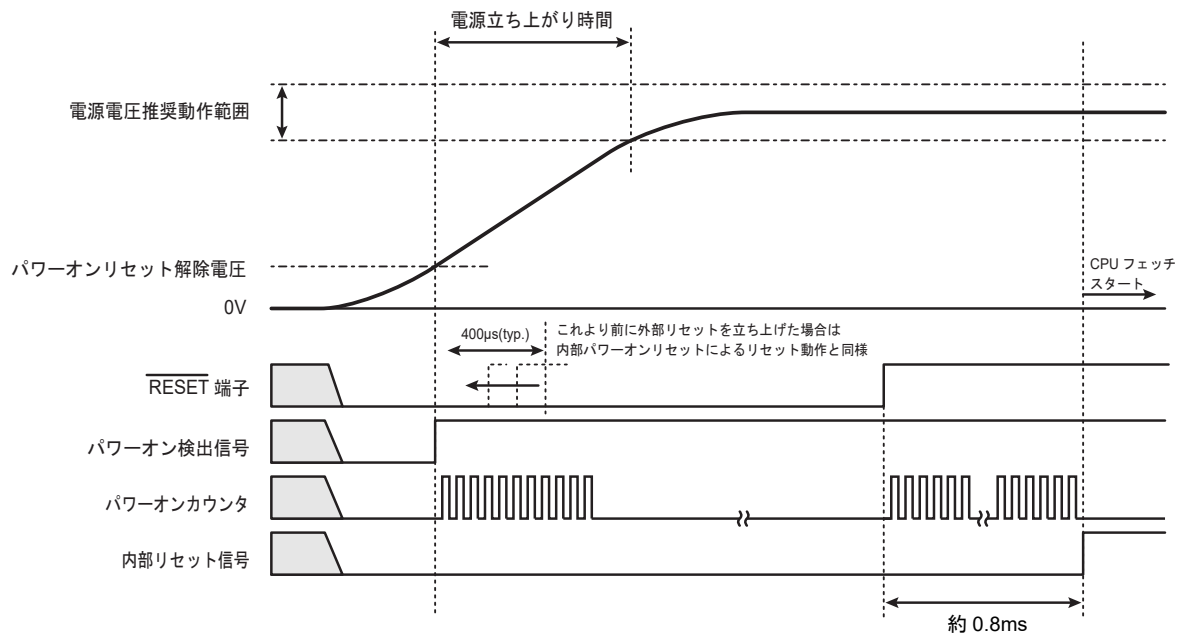 電源立ち上がり時間
電源電圧推奨動作範囲
パワーオンリセット解除電圧
0V
CPU フェッチ
スタート
400μs(typ.)
これより前に外部リセットを立ち上げた場合は
内部パワーオンリセットによるリセット動作と同様
RESET 端子
パワーオン検出信号
パワーオンカウンタ
内部リセット信号
約 0.8ms